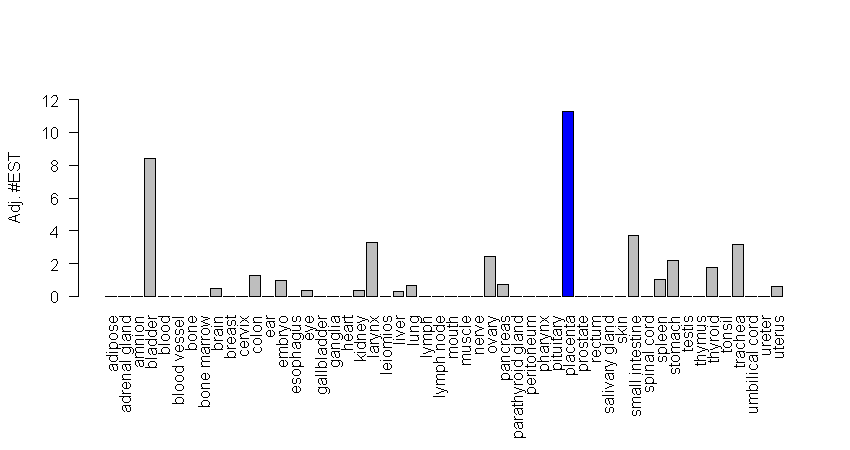 Adj. #EST
12
10
8
6
4
2
0
adipose
adrenal gland
amnion
bladder
blood
blood vessel
bone
bone marrow
brain
breast
cervix
colon
ear
embryo
esophagus
eye
gallbladder
ganglia
heart
kidney
larynx
leiomios
liver
lung
lymph
lymph node
mouth
muscle
nerve
ovary
pancreas
parathyroid gland
peritoneum
pharynx
pituitary
placenta
prostate
rectum
salivary gland
skin
small intestine
spinal cord
spleen
stomach
testis
thymus
thyroid
tonsil
trachea
umbilical cord
ureter
uterus